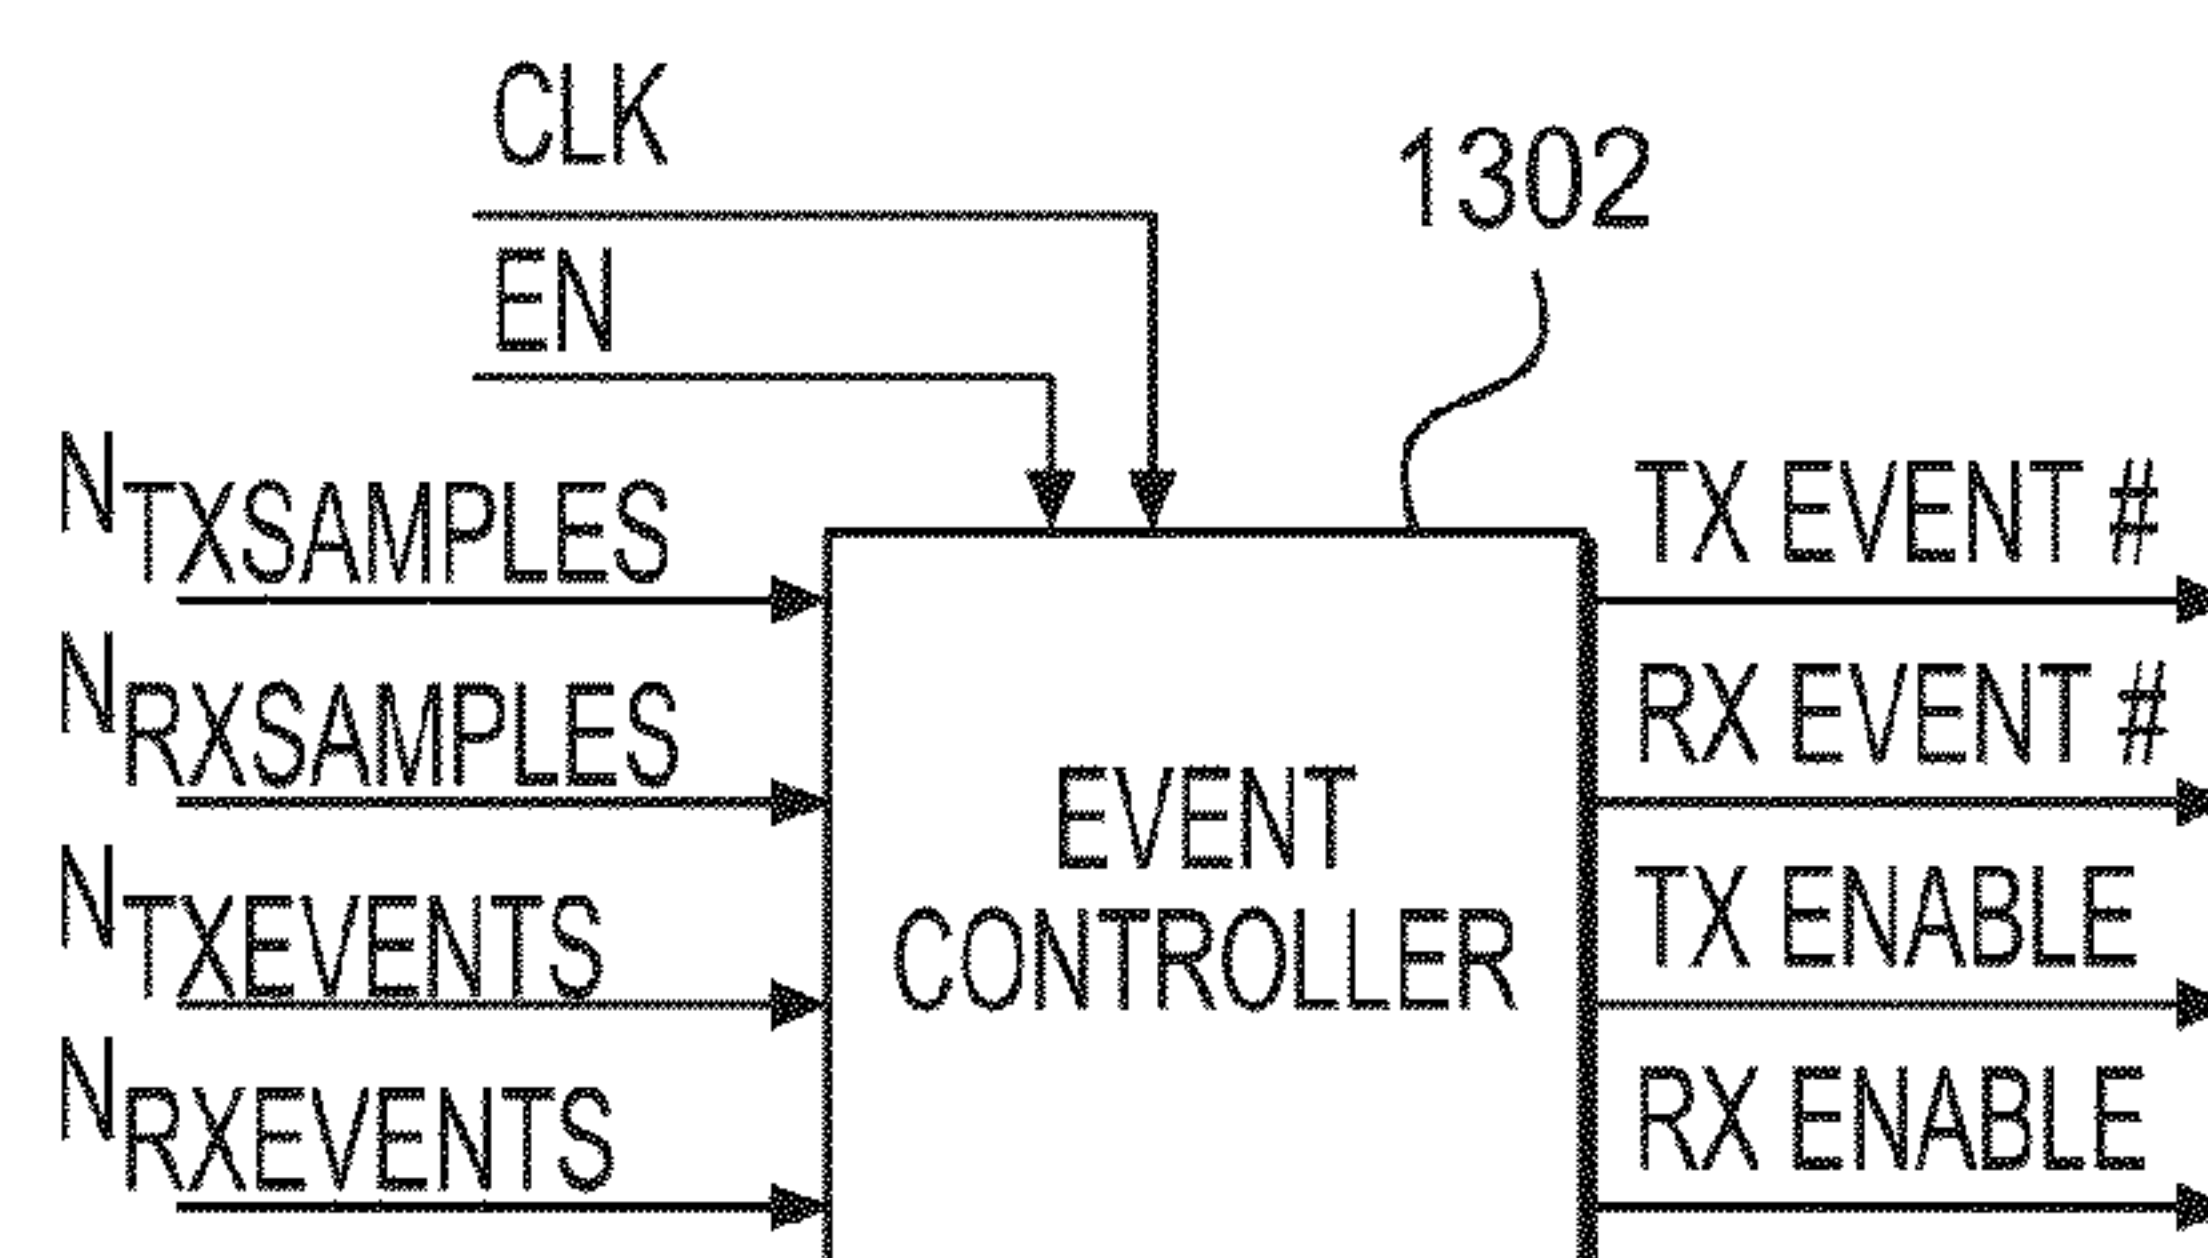 CLK
1302
EN
NTXSAMPLES
TX EVENT #
NRXSAMPLES
RX EVENT #
EVENT
CONTROLLER
NTXEVENTS
TX ENABLE
NRXEVENTS
RX ENABLE